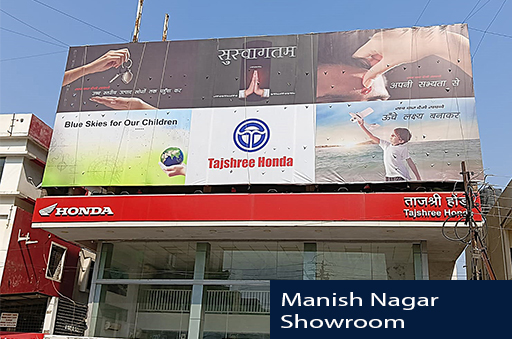 सुस्वागतम
अपनी सभ्यता से
Blue Skies for Our Children
Tajshree Honda
ऊँचे लक्ष्य बनाकर
HONDA
ताजश्री होंडा
Tajshree Honda
HONDA
Manish Nagar
Showroom